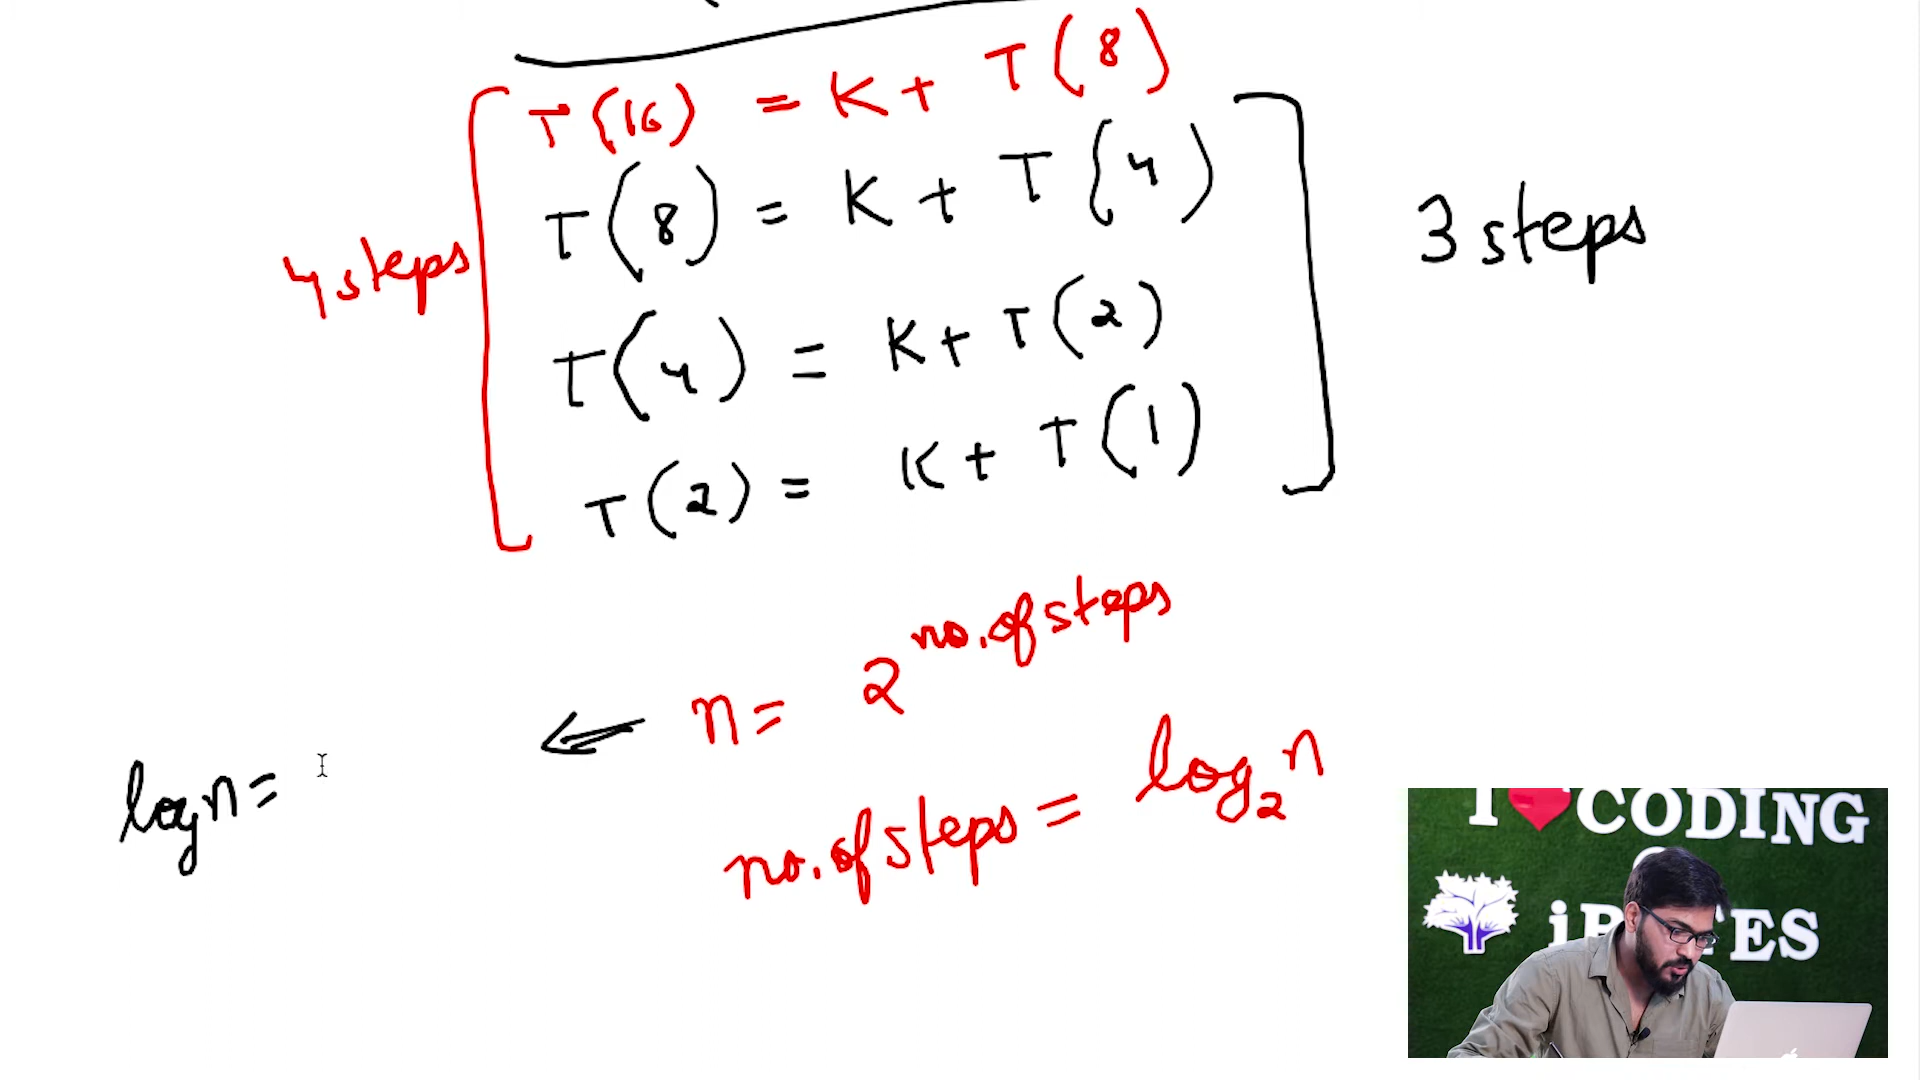 T(16) = K + T(8)
T(8) = K + T(4)
T(4) = K + T(2)
T(2) = K + T(1)
4 steps
3 steps
n = 2^no. of steps
log n =
no. of steps = log₂n
I ❤ CODING